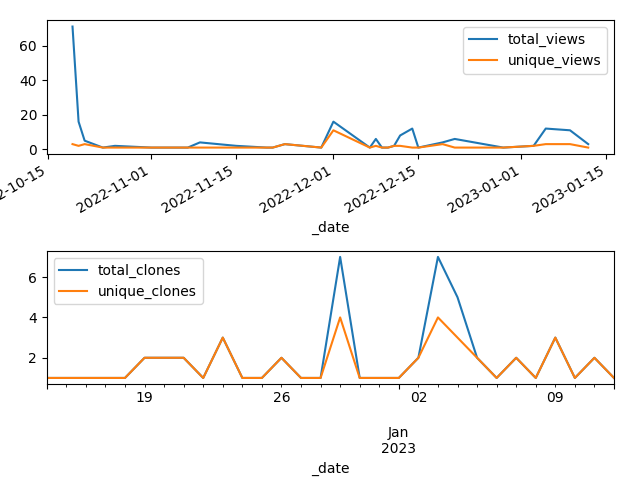 60
40
20
0
total_views
unique_views
2-10-15
2022-11-01
2022-11-15
2022-12-01
2022-12-15
2023-01-01
2023-01-15
_date
6
4
2
total_clones
unique_clones
19
26
02
09
Jan
2023
_date